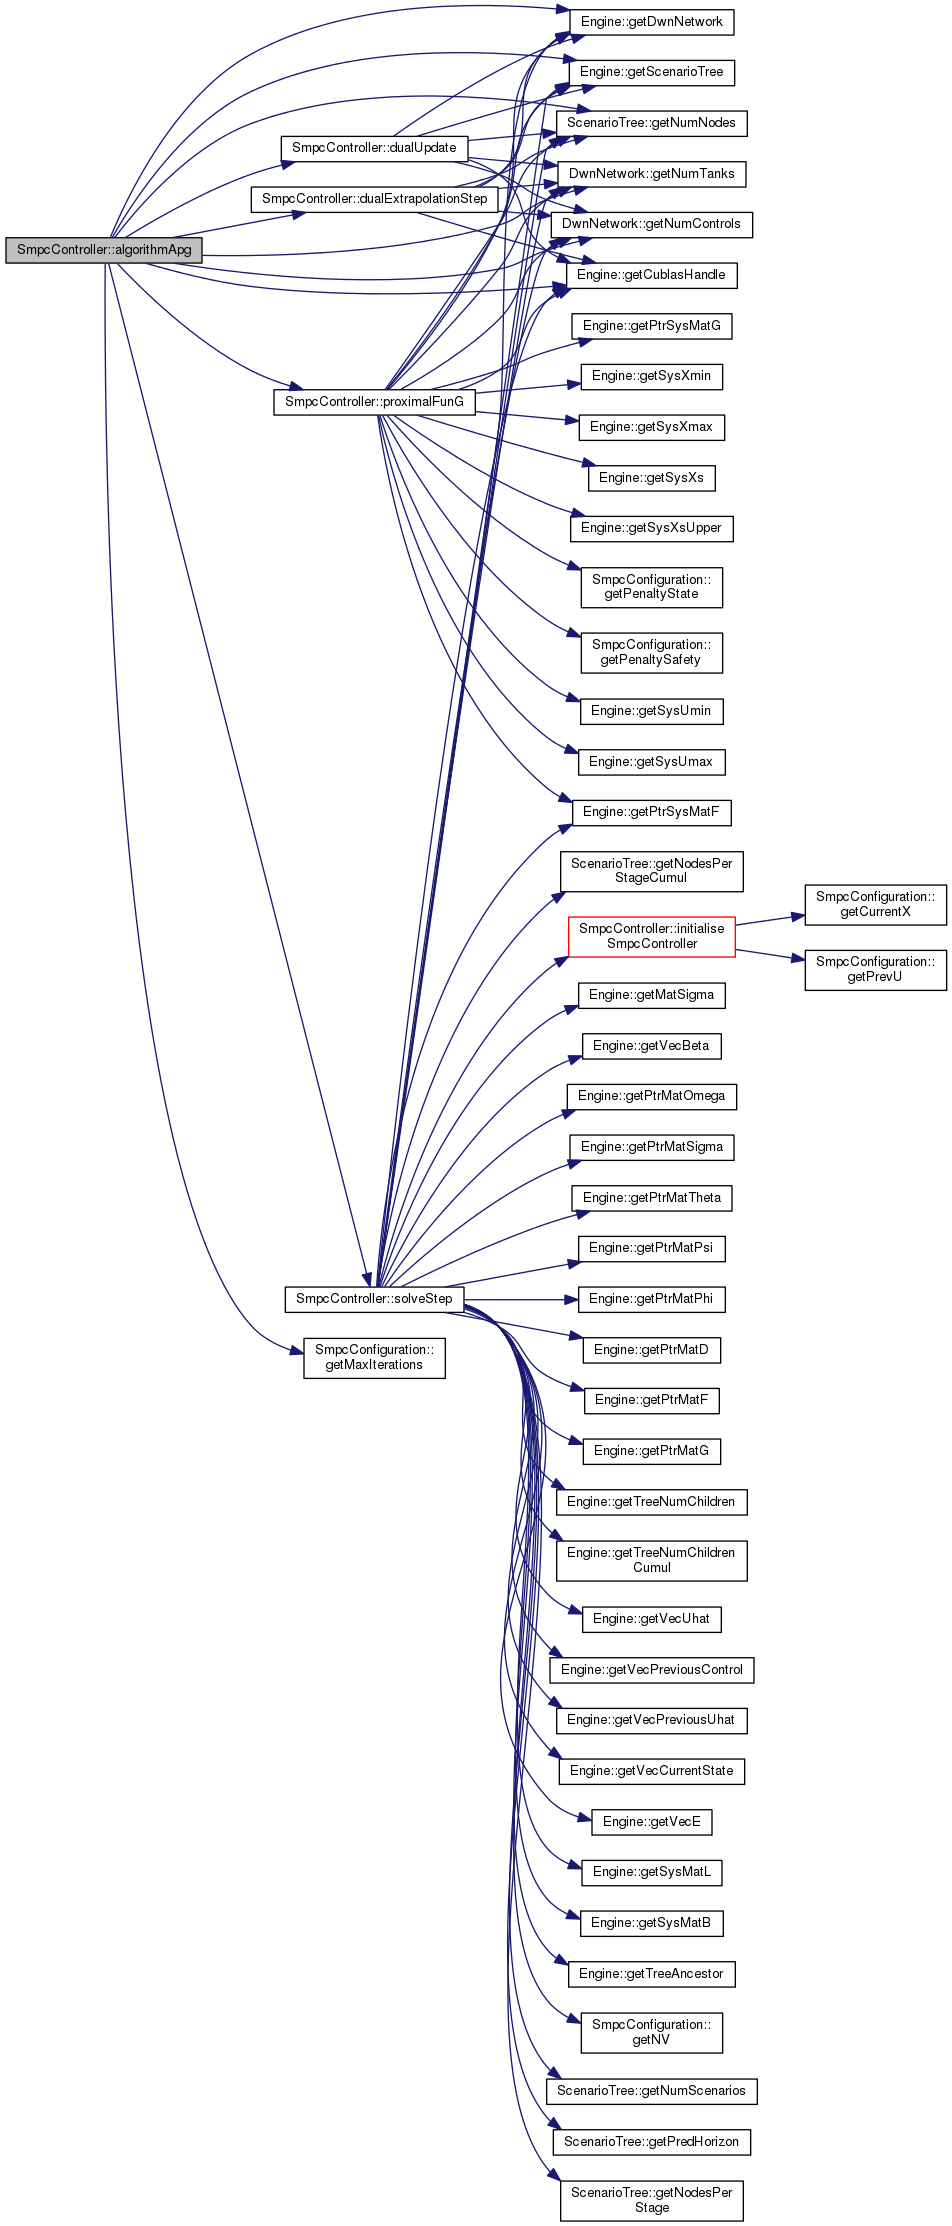 Engine::getDwnNetwork
Engine::getScenarioTree
ScenarioTree::getNumNodes
SmpcController::dualUpdate
DwnNetwork::getNumTanks
SmpcController::dualExtrapolationStep
DwnNetwork::getNumControls
SmpcController::algorithmApg
Engine::getCublasHandle
Engine::getPtrSysMatG
Engine::getSysXmin
SmpcController::proximalFunG
Engine::getSysXmax
Engine::getSysXs
Engine::getSysXsUpper
SmpcConfiguration::
getPenaltyState
SmpcConfiguration::
getPenaltySafety
Engine::getSysUmin
Engine::getSysUmax
Engine::getPtrSysMatF
ScenarioTree::getNodesPer
StageCumul
SmpcController::initialise
SmpcController
SmpcConfiguration::
getCurrentX
SmpcConfiguration::
getPrevU
Engine::getMatSigma
Engine::getVecBeta
Engine::getPtrMatOmega
Engine::getPtrMatSigma
Engine::getPtrMatTheta
Engine::getPtrMatPsi
SmpcController::solveStep
Engine::getPtrMatPhi
SmpcConfiguration::
getMaxIterations
Engine::getPtrMatD
Engine::getPtrMatF
Engine::getPtrMatG
Engine::getTreeNumChildren
Engine::getTreeNumChildren
Cumul
Engine::getVecUhat
Engine::getVecPreviousControl
Engine::getVecPreviousUhat
Engine::getVecCurrentState
Engine::getVecE
Engine::getSysMatL
Engine::getSysMatB
Engine::getTreeAncestor
SmpcConfiguration::
getNV
ScenarioTree::getNumScenarios
ScenarioTree::getPredHorizon
ScenarioTree::getNodesPer
Stage